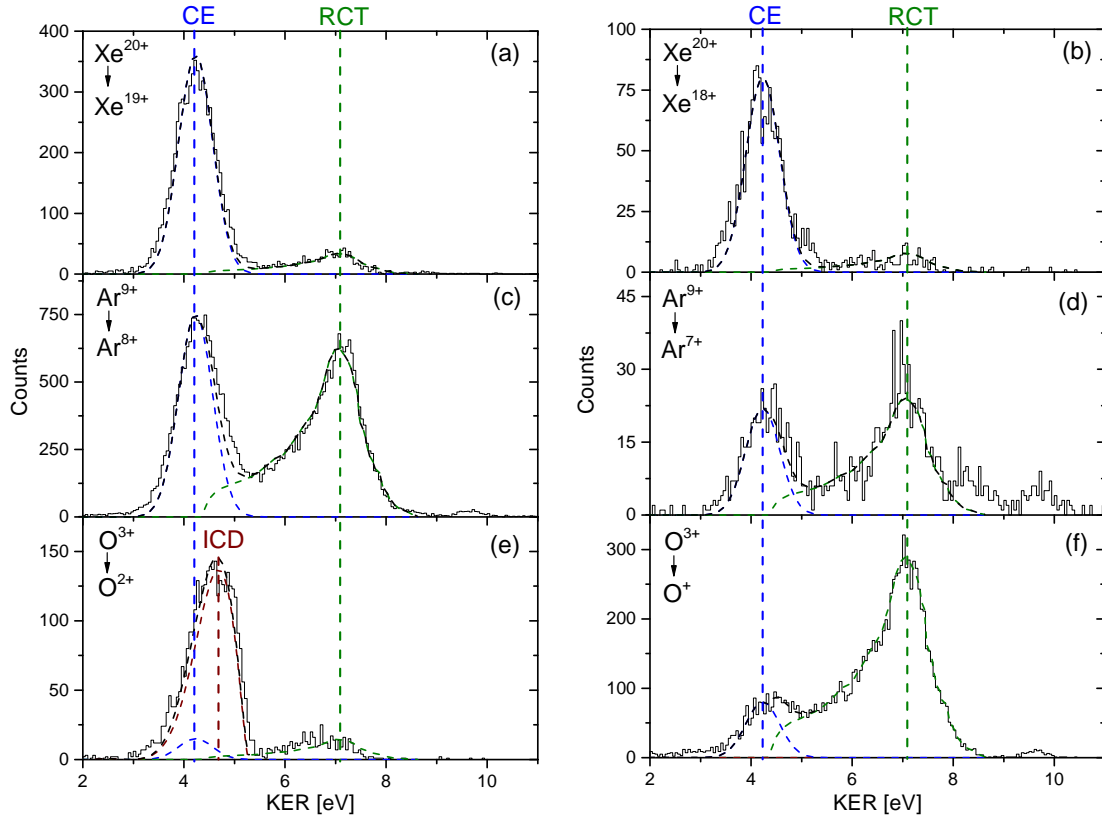 CE RCT
CE RCT
400
300
200
100
0
Counts
Xe20+
Xe19+
(a)
100
75
50
25
0
Counts
Xe20+
Xe18+
(b)
750
500
250
0
Ar9+
Ar8+
(c)
45
30
15
0
Ar9+
Ar7+
(d)
150
100
50
0
O3+
O2+
ICD
(e)
300
200
100
0
O3+
O+
(f)
2 4 6 8 10
KER [eV]
2 4 6 8 10
KER [eV]